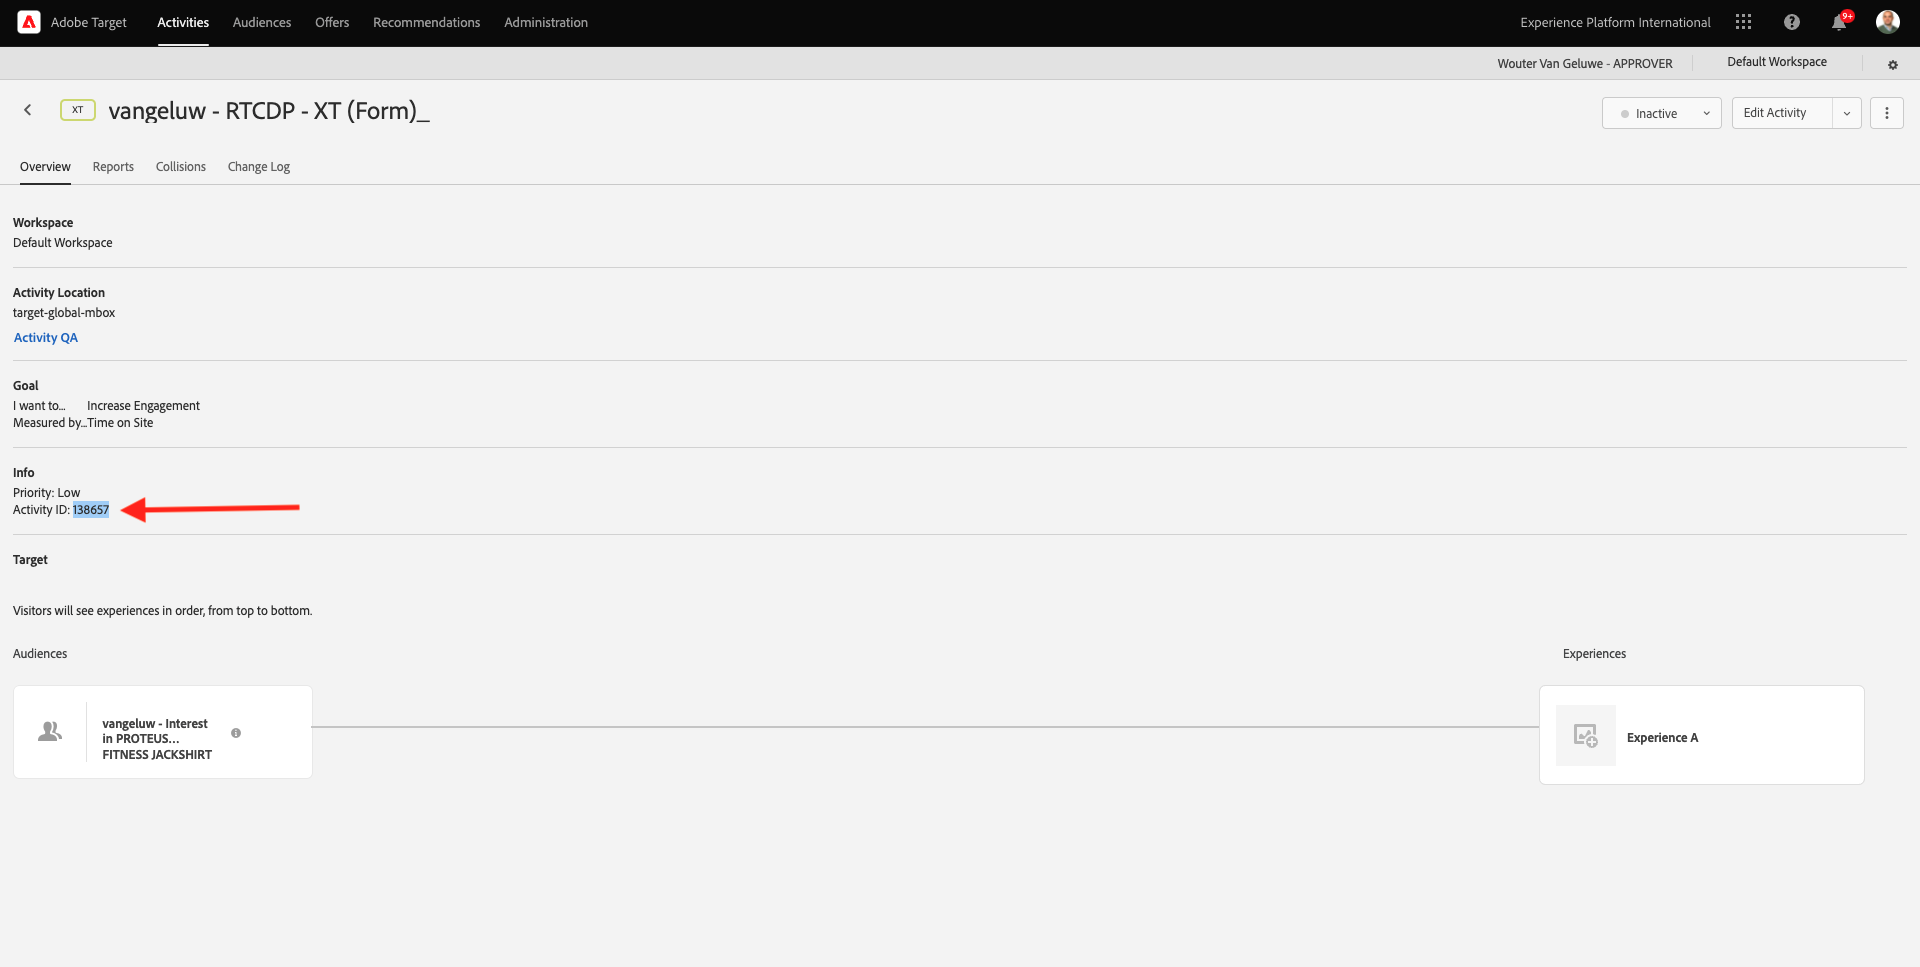 Adobe Target
Activities
Audiences
Offers
Recommendations
Administration
Experience Platform International
9+
Wouter Van Geluwe - APPROVER
Default Workspace
XT
vangeluw - RTCDP - XT (Form)_
Inactive
Edit Activity
Overview
Reports
Collisions
Change Log
Workspace
Default Workspace
Activity Location
target-global-mbox
Activity QA
Goal
I want to... Increase Engagement
Measured by...Time on Site
Info
Priority: Low
Activity ID: 138657
Target
Visitors will see experiences in order, from top to bottom.
Audiences
Experiences
vangeluw - Interest
in PROTEUS...
FITNESS JACKSHIRT
Experience A